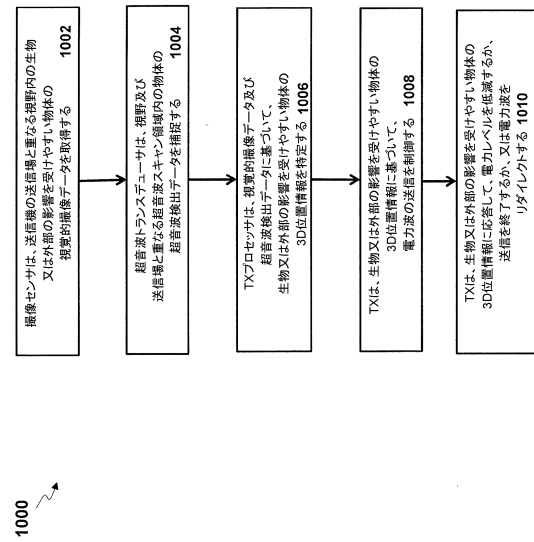 1000
撮像センサは、送信機の送信場と重なる視野内の生物
又は外部の影響を受けやすい物体の
視覚的撮像データを取得する 1002
超音波トランスデューサは、視野及び
送信場と重なる超音波スキャン領域内の物体の
超音波検出データを捕捉する 1004
TXプロセッサは、視覚的撮像データ及び
超音波検出データに基づいて、
生物又は外部の影響を受けやすい物体の
3D位置情報を特定する 1006
TXは、生物又は外部の影響を受けやすい物体の
3D位置情報に基づいて、
電力波の送信を制御する 1008
TXは、生物又は外部の影響を受けやすい物体の
3D位置情報に応答して、電力レベルを低減するか、
送信を終了するか、又は電力波を
リダイレクトする 1010